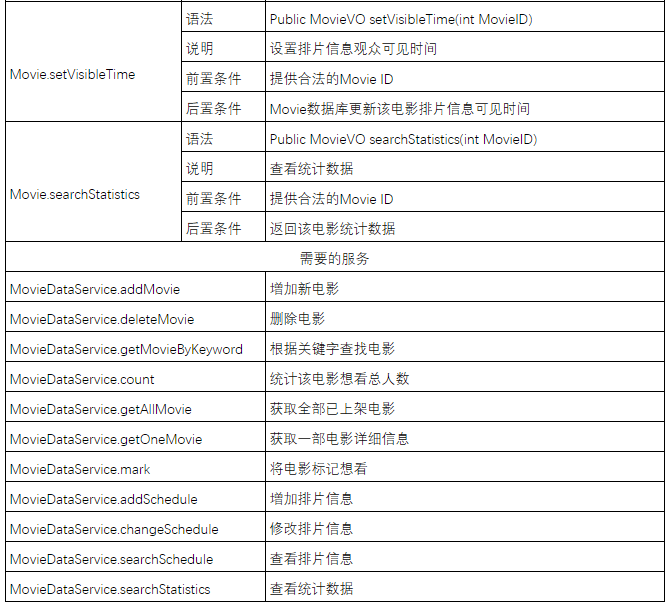 Movie.setVisibleTime
语法 Public MovieVO setVisibleTime(int MovieID)
说明 设置排片信息观众可见时间
前置条件 提供合法的Movie ID
后置条件 Movie数据库更新该电影排片信息可见时间
Movie.searchStatistics
语法 Public MovieVO searchStatistics(int MovieID)
说明 查看统计数据
前置条件 提供合法的Movie ID
后置条件 返回该电影统计数据
需要的服务
MovieDataService.addMovie 增加新电影
MovieDataService.deleteMovie 删除电影
MovieDataService.getMovieByKeyword 根据关键字查找电影
MovieDataService.count 统计该电影想看总人数
MovieDataService.getAllMovie 获取全部已上架电影
MovieDataService.getOneMovie 获取一部电影详细信息
MovieDataService.mark 将电影标记想看
MovieDataService.addSchedule 增加排片信息
MovieDataService.changeSchedule 修改排片信息
MovieDataService.searchSchedule 查看排片信息
MovieDataService.searchStatistics 查看统计数据